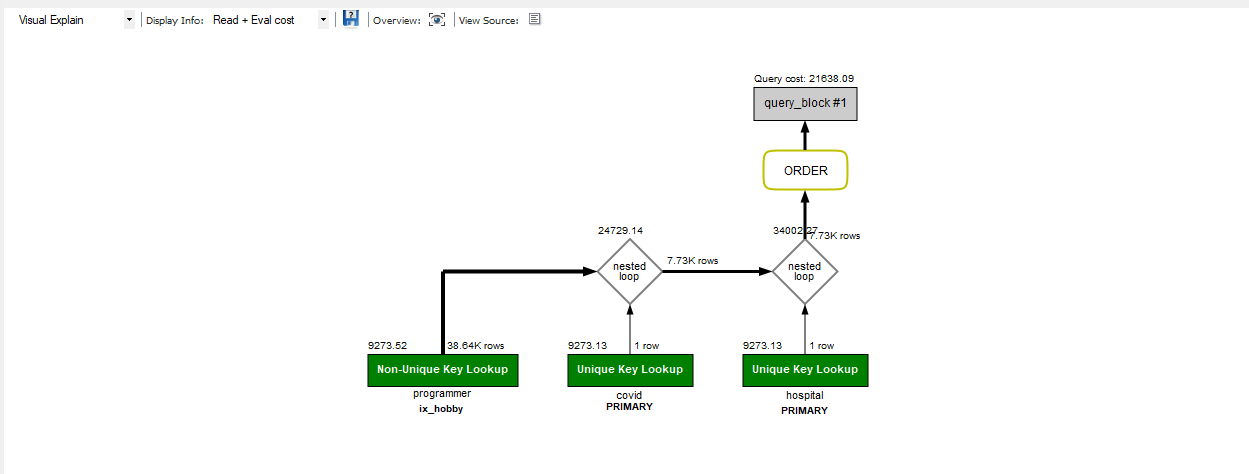 Visual Explain Display Info: Read + Eval cost Overview: View Source:
Query cost: 21638.09
query_block #1
ORDER
24729.14
34002.27
7.73K rows
nested
loop
7.73K rows
nested
loop
9273.52
38.64K rows
9273.13
1 row
9273.13
1 row
Non-Unique Key Lookup
Unique Key Lookup
Unique Key Lookup
programmer
covid
hospital
ix_hobby
PRIMARY
PRIMARY